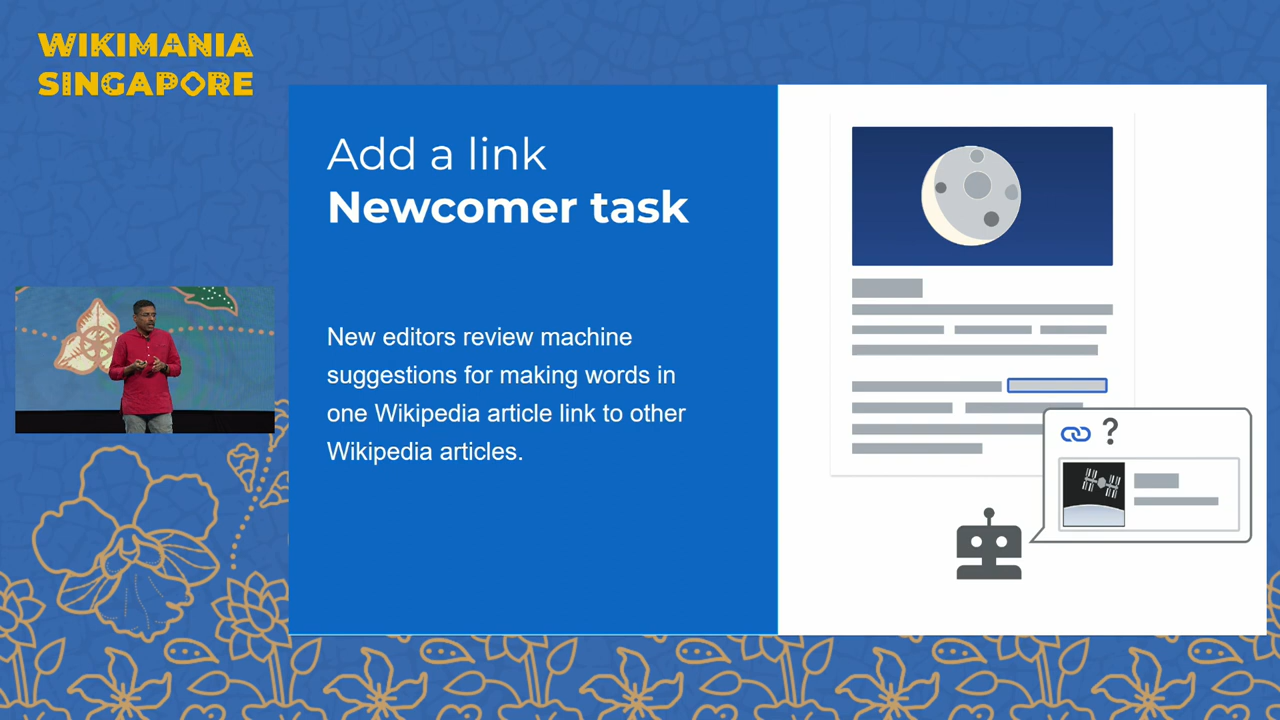 WIKIMANIA
SINGAPORE
Add a link
Newcomer task
New editors review machine
suggestions for making words in
one Wikipedia article link to other
Wikipedia articles.
?